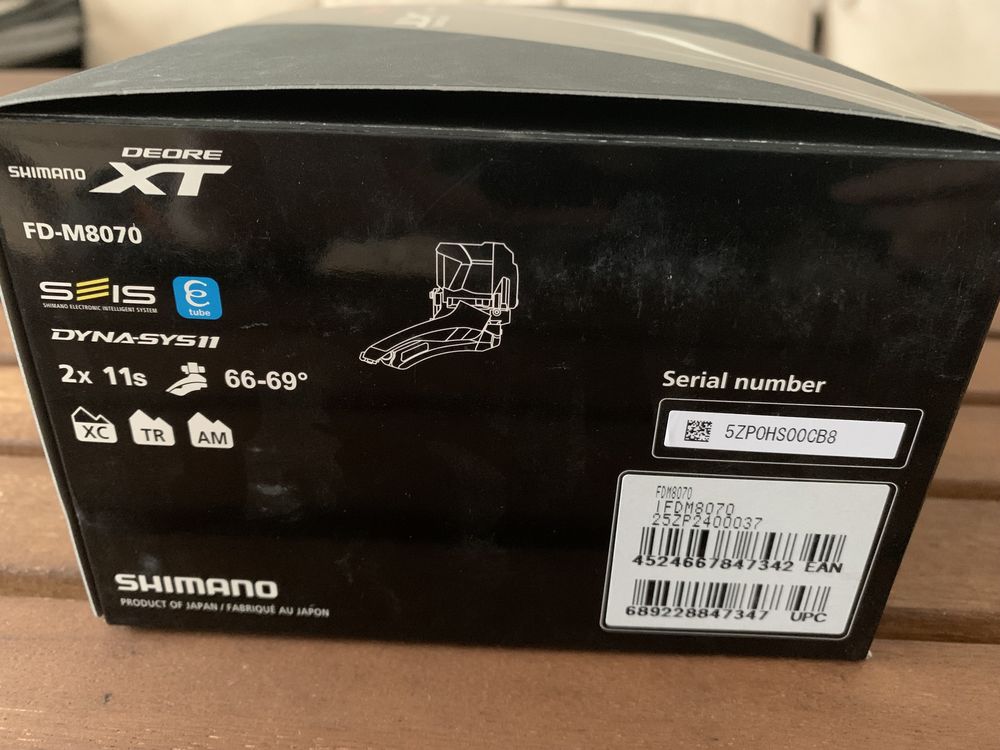 SHIMANO DEORE XT
FD-M8070
SEIS
SHIMANO ELECTRONIC INTELLIGENT SYSTEM
E tube
DYNA-SYS11
2x 11s 66-69°
XC TR AM
SHIMANO
PRODUCT OF JAPAN / FABRIQUÉ AU JAPON
Serial number
5ZP0HS00CB8
FDM8070
1FDM8070
25ZP2400037
4524667847342 EAN
689228847347 UPC